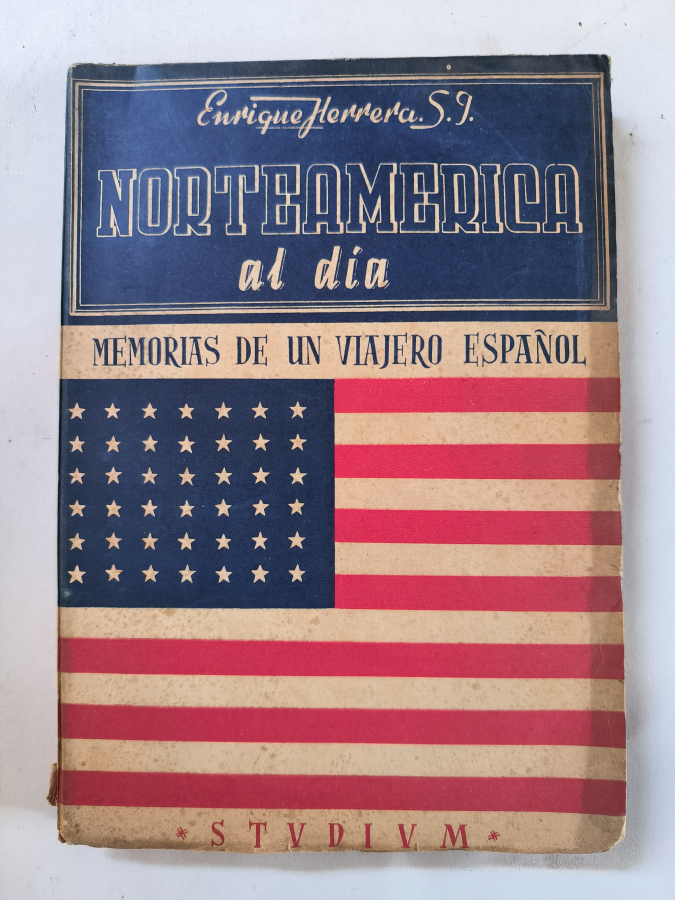 Enrique Herrera. S. J.
NORTEAMERICA
al día
MEMORIAS DE UN VIAJERO ESPAÑOL
* STVDIVM *